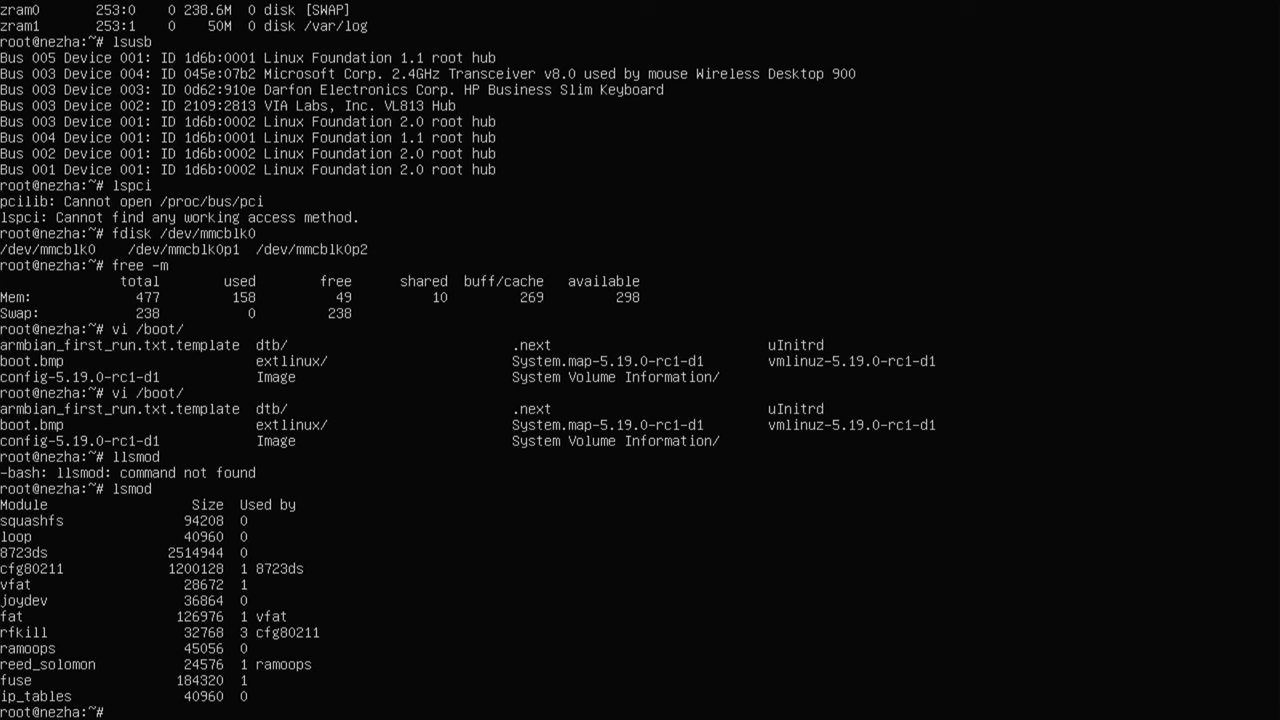 zram0       253:0    0 238.6M  0 disk [SWAP]
zram1       253:1    0    50M  0 disk /var/log
root@nezha:~# lsusb
Bus 005 Device 001: ID 1d6b:0001 Linux Foundation 1.1 root hub
Bus 003 Device 004: ID 045e:07b2 Microsoft Corp. 2.4GHz Transceiver v8.0 used by mouse Wireless Desktop 900
Bus 003 Device 003: ID 0d62:910e Darfon Electronics Corp. HP Business Slim Keyboard
Bus 003 Device 002: ID 2109:2813 VIA Labs, Inc. VL813 Hub
Bus 003 Device 001: ID 1d6b:0002 Linux Foundation 2.0 root hub
Bus 004 Device 001: ID 1d6b:0001 Linux Foundation 1.1 root hub
Bus 002 Device 001: ID 1d6b:0002 Linux Foundation 2.0 root hub
Bus 001 Device 001: ID 1d6b:0002 Linux Foundation 2.0 root hub
root@nezha:~# lspci
pcilib: Cannot open /proc/bus/pci
lspci: Cannot find any working access method.
root@nezha:~# fdisk /dev/mmcblk0
/dev/mmcblk0    /dev/mmcblk0p1  /dev/mmcblk0p2
root@nezha:~# free -m
               total        used        free      shared  buff/cache   available
Mem:             477         158          49          10         269         298
Swap:            238           0         238
root@nezha:~# vi /boot/
armbian_first_run.txt.template  dtb/                            .next                           uInitrd
boot.bmp                        extlinux/                       System.map-5.19.0-rc1-d1        vmlinuz-5.19.0-rc1-d1
config-5.19.0-rc1-d1            Image                           System Volume Information/
root@nezha:~# vi /boot/
armbian_first_run.txt.template  dtb/                            .next                           uInitrd
boot.bmp                        extlinux/                       System.map-5.19.0-rc1-d1        vmlinuz-5.19.0-rc1-d1
config-5.19.0-rc1-d1            Image                           System Volume Information/
root@nezha:~# llsmod
-bash: llsmod: command not found
root@nezha:~# lsmod
Module                  Size  Used by
squashfs               94208  0
loop                   40960  0
8723ds               2514944  0
cfg80211             1200128  1 8723ds
vfat                   28672  1
joydev                 36864  0
fat                   126976  1 vfat
rfkill                 32768  3 cfg80211
ramoops                45056  0
reed_solomon           24576  1 ramoops
fuse                  184320  1
ip_tables              40960  0
root@nezha:~#